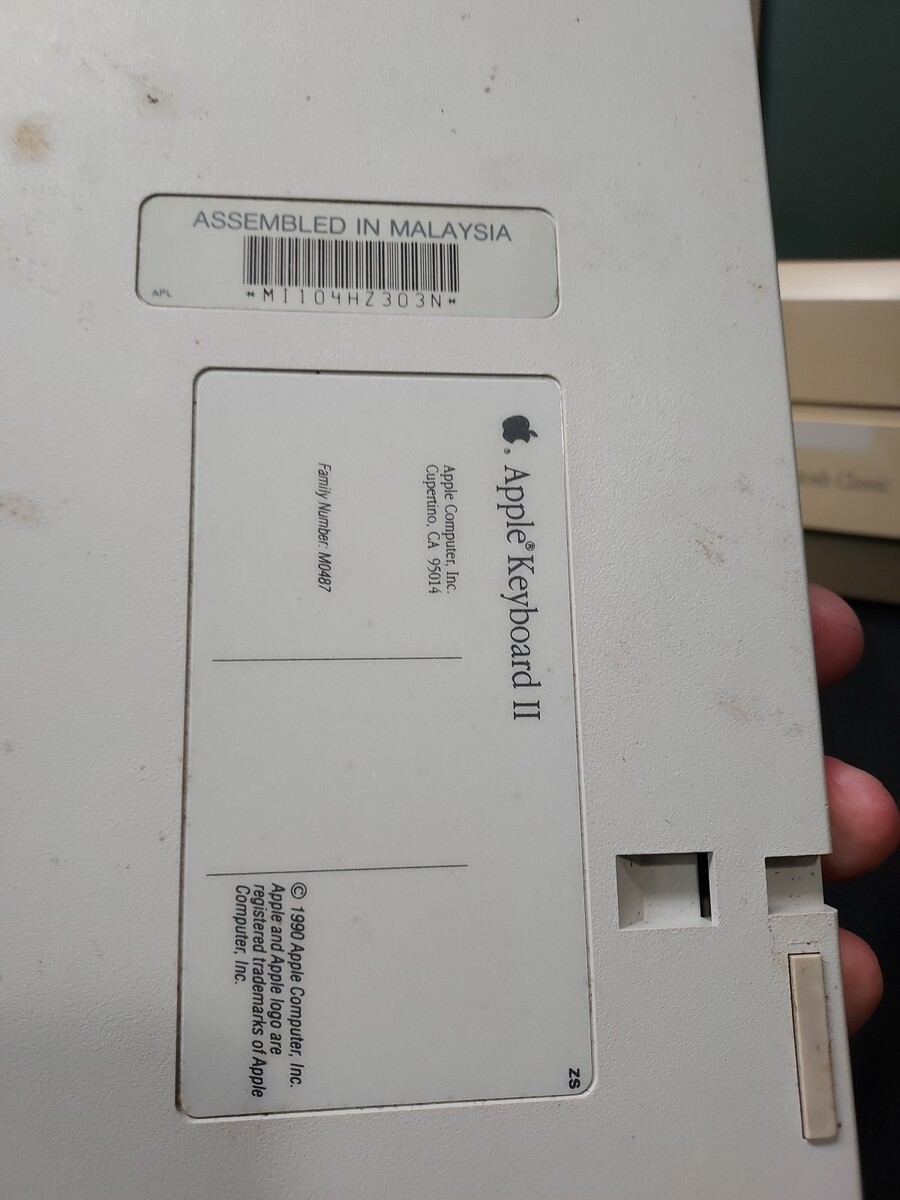 ASSEMBLED IN MALAYSIA
*MI104HZ303N*
APL
. Apple® Keyboard II
®
Apple Computer, Inc.
Cupertino, CA 95014
Family Number: M0487
© 1990 Apple Computer, Inc.
Apple and Apple logo are
registered trademarks of Apple
Computer, Inc.
ZS
Classic